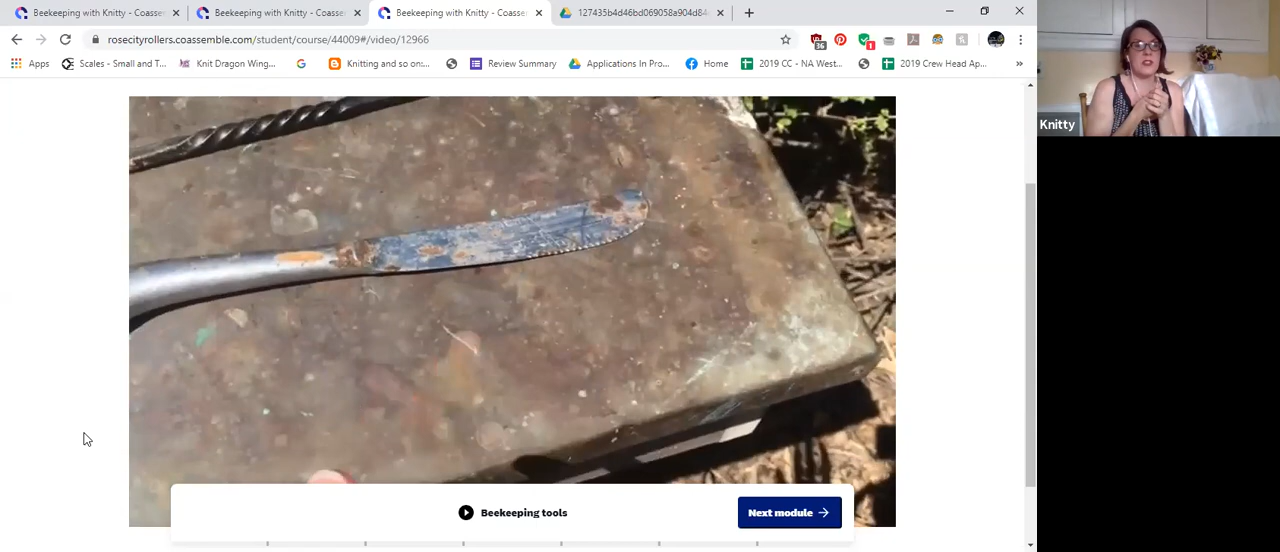 Beekeeping with Knitty - Coasse
Beekeeping with Knitty - Coasse
Beekeeping with Knitty - Coasse
rosecityrollers.coassemble.com/student/course/44009#/video/12966
36
1
Apps
Scales - Small and T...
Knit Dragon Wing...
Knitting and so on:...
Review Summary
Applications In Pro...
Home
2019 CC - NA West...
2019 Crew Head Ap...
»
Knitty
Beekeeping tools
Next module